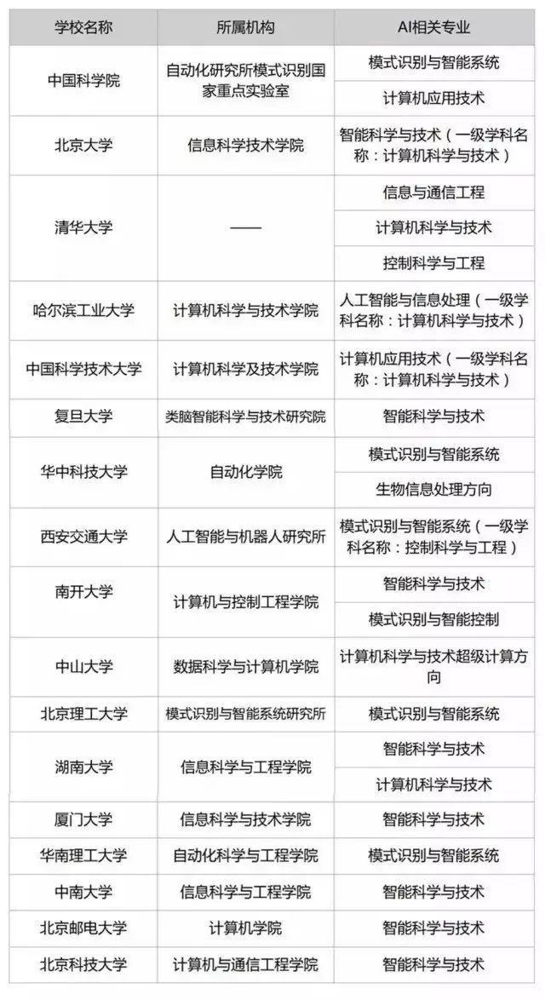 学校名称 所属机构 AI相关专业
中国科学院 自动化研究所模式识别国 模式识别与智能系统
家重点实验室 计算机应用技术
北京大学 信息科学技术学院 智能科学与技术（一级学科名
称：计算机科学与技术）
信息与通信工程
清华大学 —— 计算机科学与技术
控制科学与工程
哈尔滨工业大学 计算机科学与技术学院 人工智能与信息处理（一级学
科名称：计算机科学与技术）
中国科学技术大学 计算机科学及技术学院 计算机应用技术（一级学科名
称：计算机科学与技术）
复旦大学 类脑智能科学与技术研究院 智能科学与技术
华中科技大学 自动化学院 模式识别与智能系统
生物信息处理方向
西安交通大学 人工智能与机器人研究所 模式识别与智能系统（一级学
科名称：控制科学与工程）
南开大学 计算机与控制工程学院 智能科学与技术
模式识别与智能控制
中山大学 数据科学与计算机学院 计算机科学与技术超级计算方
向
北京理工大学 模式识别与智能系统研究所 模式识别与智能系统
湖南大学 信息科学与工程学院 智能科学与技术
计算机科学与技术
厦门大学 信息科学与技术学院 智能科学与技术
华南理工大学 自动化科学与工程学院 模式识别与智能系统
中南大学 信息科学与工程学院 智能科学与技术
北京邮电大学 计算机学院 智能科学与技术
北京科技大学 计算机与通信工程学院 智能科学与技术